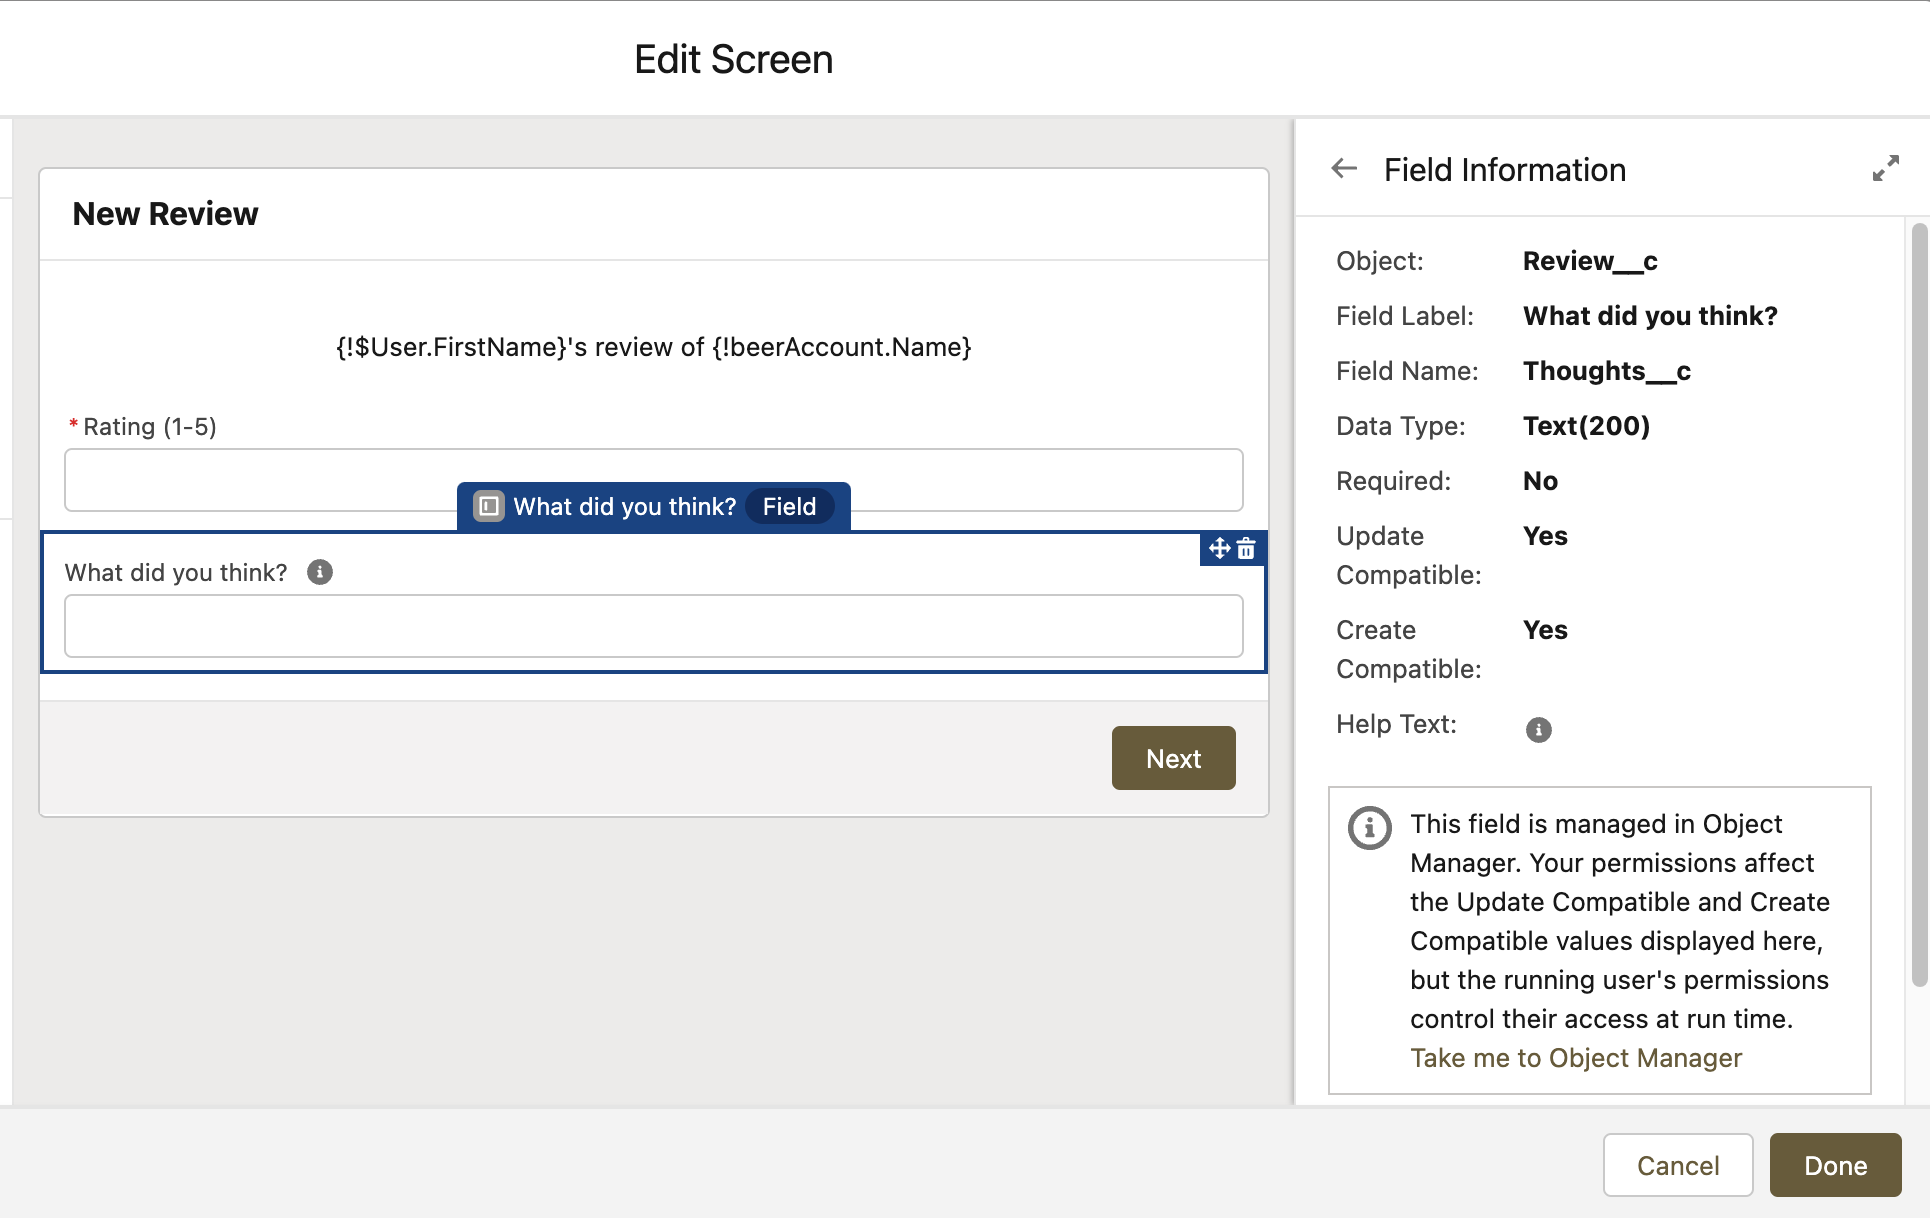 Edit Screen
New Review
{!$User.FirstName}'s review of {!beerAccount.Name}
* Rating (1-5)
What did you think? Field
What did you think?
Next
Field Information
Object: Review__c
Field Label: What did you think?
Field Name: Thoughts__c
Data Type: Text(200)
Required: No
Update Yes
Compatible:
Create Yes
Compatible:
Help Text:
This field is managed in Object
Manager. Your permissions affect
the Update Compatible and Create
Compatible values displayed here,
but the running user's permissions
control their access at run time.
Take me to Object Manager
Cancel Done